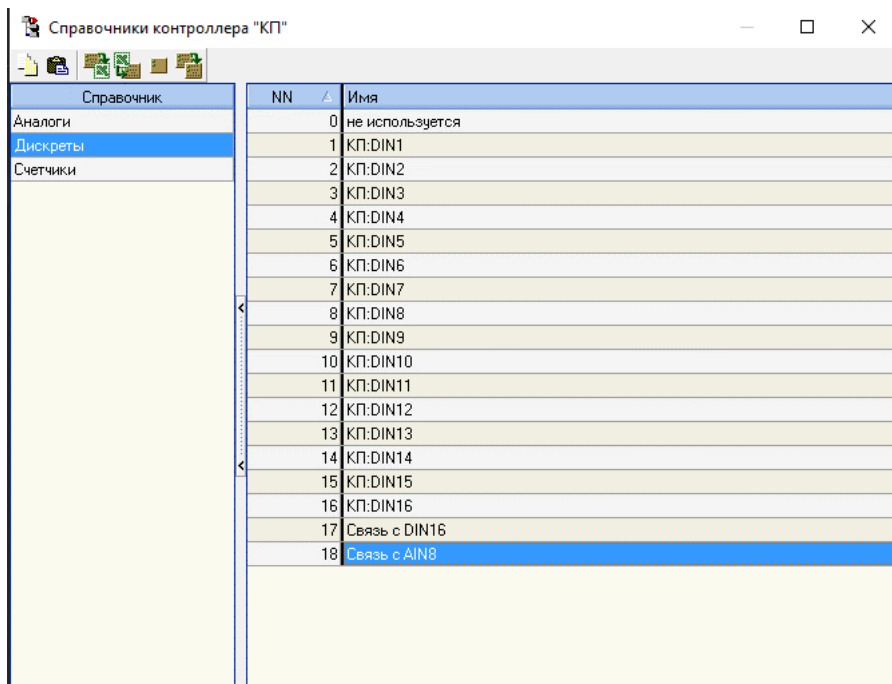 Справочники контроллера "КП"
Справочник
Аналоги
Дискреты
Счетчики
NN Имя
0 не используется
1 КП:DIN1
2 КП:DIN2
3 КП:DIN3
4 КП:DIN4
5 КП:DIN5
6 КП:DIN6
7 КП:DIN7
8 КП:DIN8
9 КП:DIN9
10 КП:DIN10
11 КП:DIN11
12 КП:DIN12
13 КП:DIN13
14 КП:DIN14
15 КП:DIN15
16 КП:DIN16
17 Связь с DIN16
18 Связь с AIN8